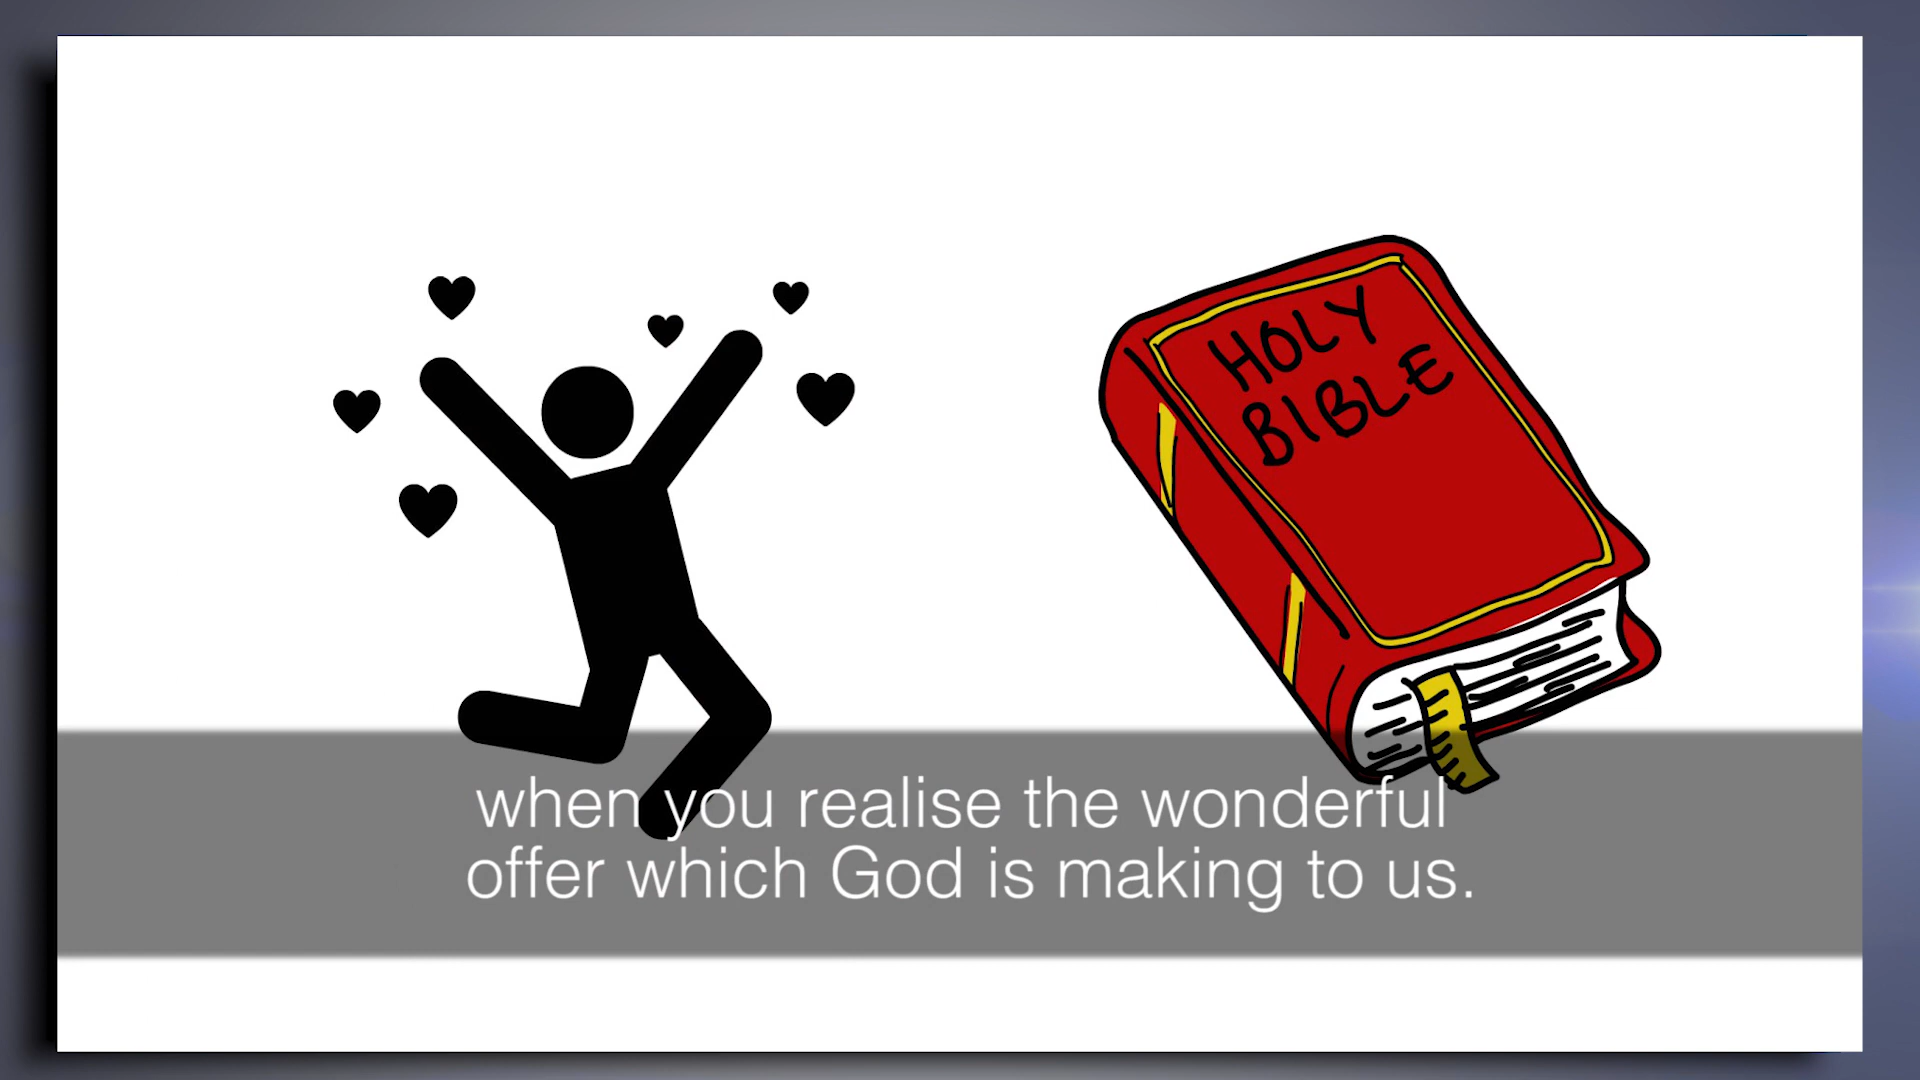 HOLY
BIBLE
when you realise the wonderful
offer which God is making to us.